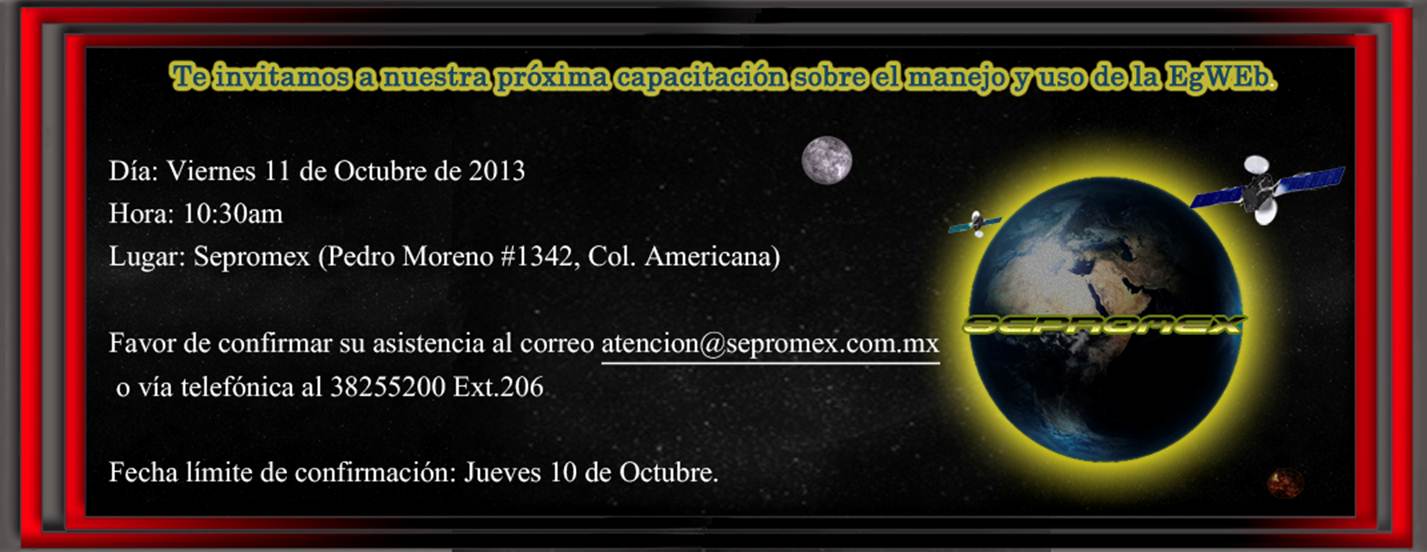 Te invitamos a nuestra próxima capacitación sobre el manejo y uso de la EgWEb.
Día: Viernes 11 de Octubre de 2013
Hora: 10:30am
Lugar: Sepromex (Pedro Moreno #1342, Col. Americana)
Favor de confirmar su asistencia al correo atencion@sepromex.com.mx
o vía telefónica al 38255200 Ext.206
Fecha límite de confirmación: Jueves 10 de Octubre.
SEPROMEX